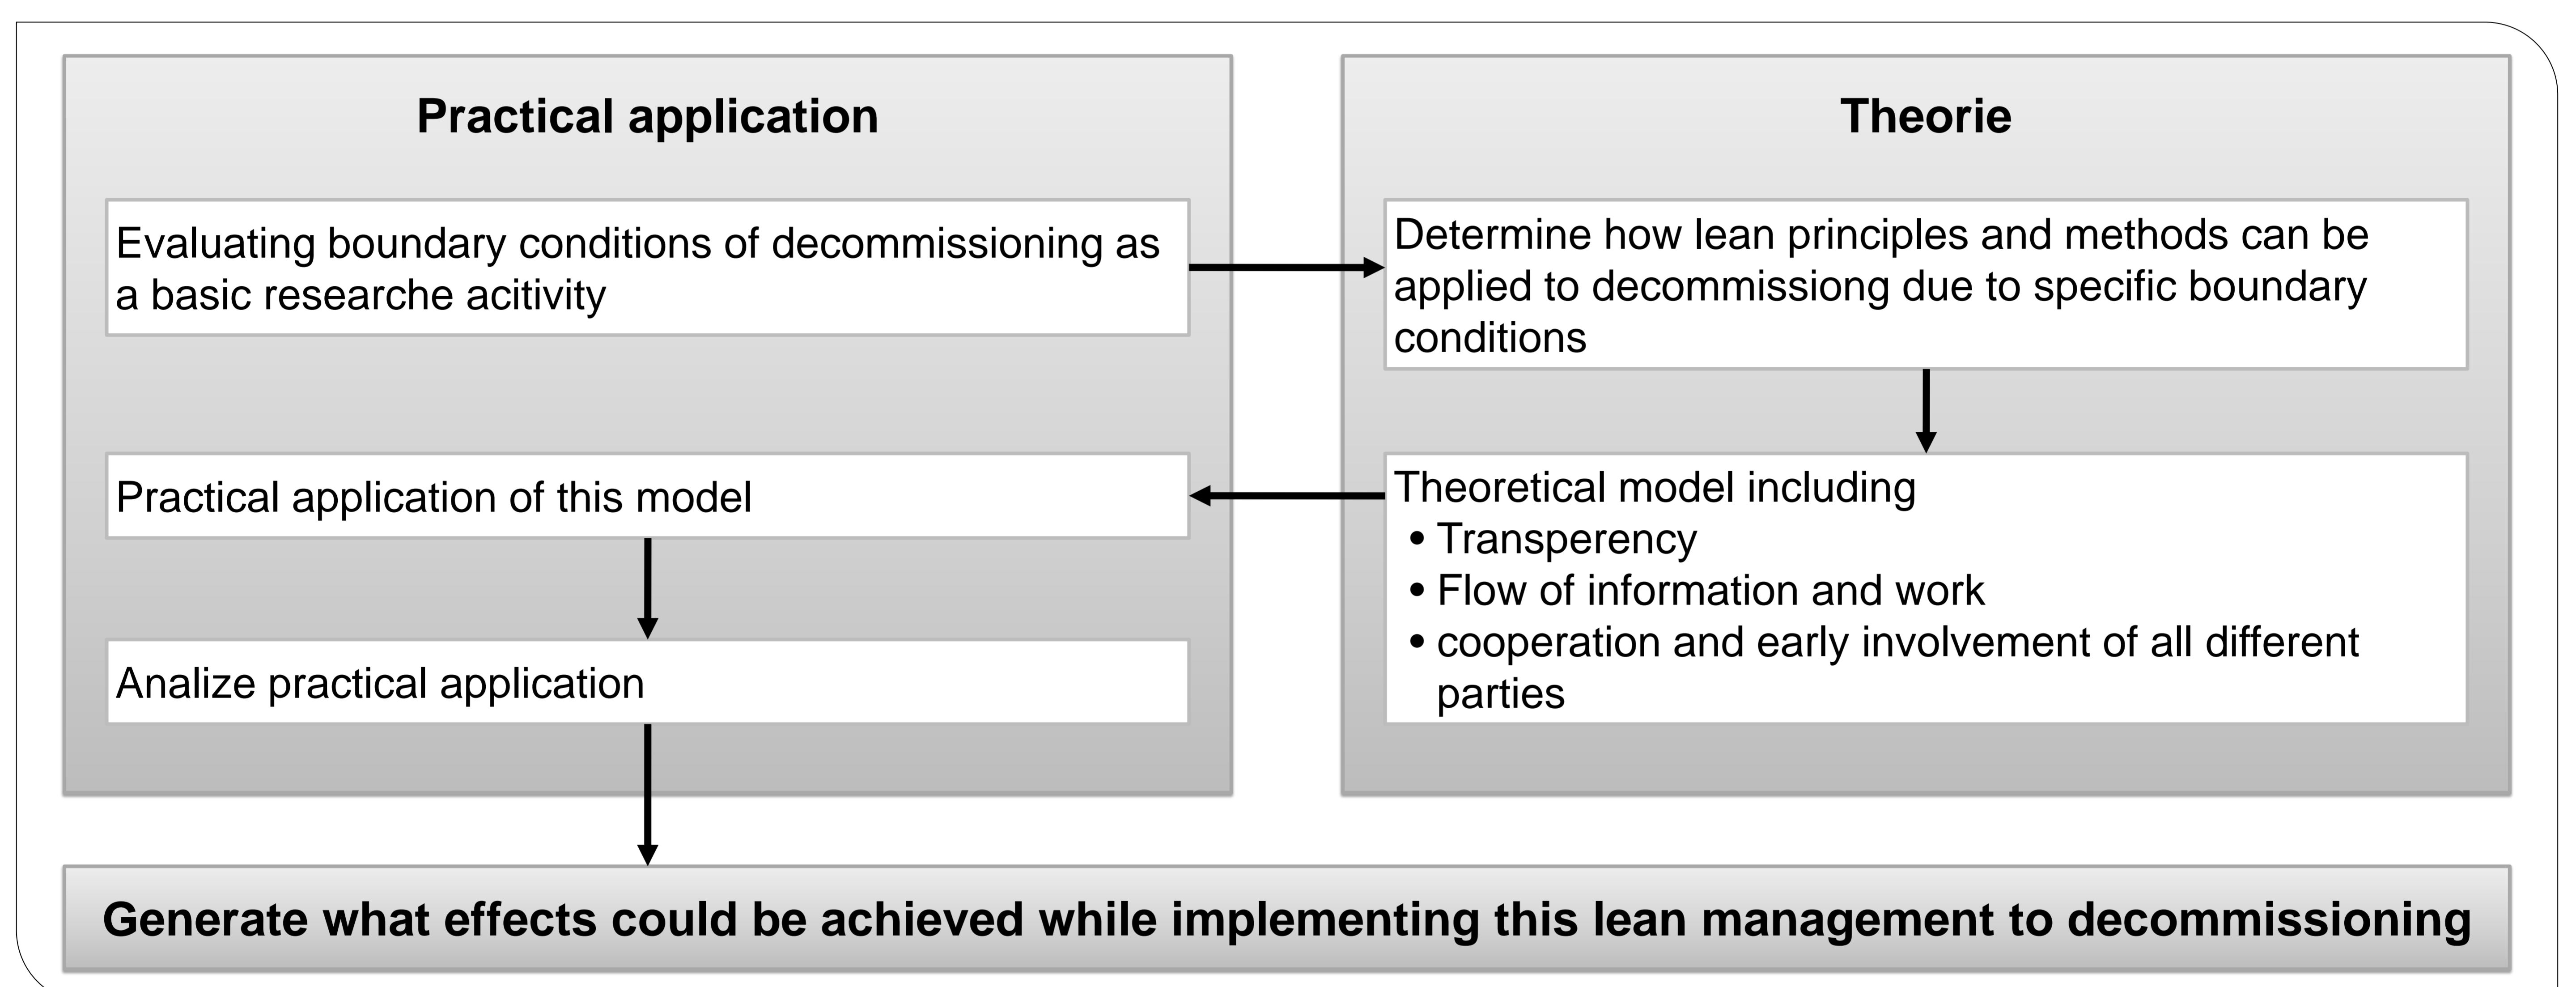 Practical application
Evaluating boundary conditions of decommissioning as
a basic researche acitivity
Practical application of this model
Analize practical application
Theorie
Determine how lean principles and methods can be
applied to decommissiong due to specific boundary
conditions
Theoretical model including
• Transperency
• Flow of information and work
• cooperation and early involvement of all different
parties
Generate what effects could be achieved while implementing this lean management to decommissioning